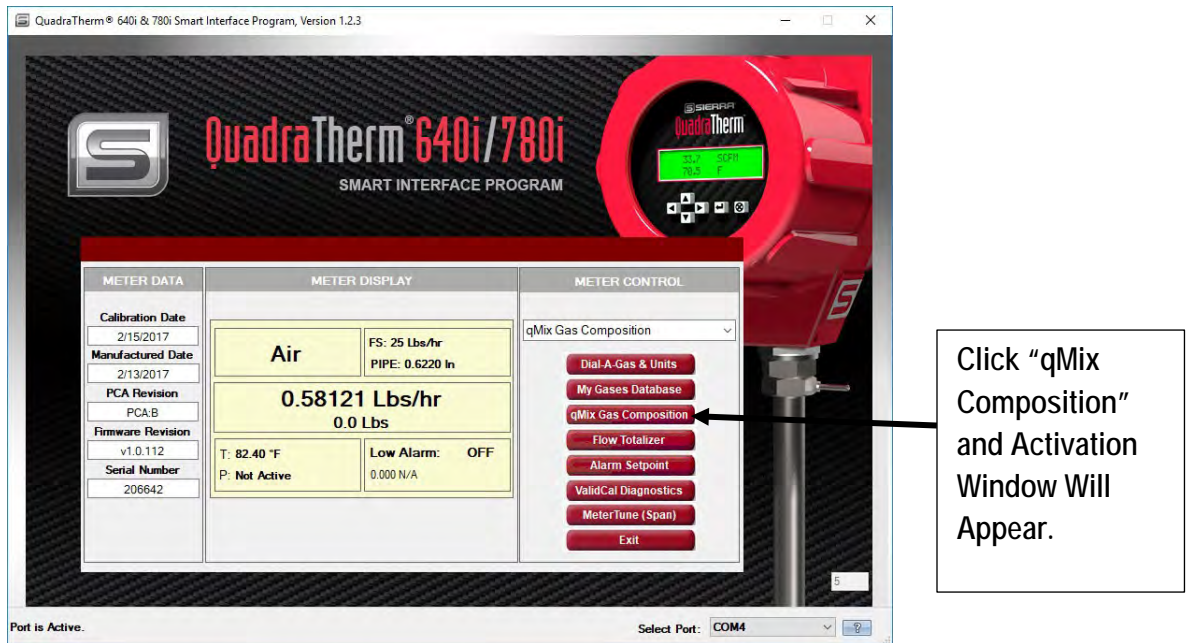 QuadraTherm® 640i & 780i Smart Interface Program, Version 1.2.3
QuadraTherm® 640i/780i
SMART INTERFACE PROGRAM
SIERRA
QuadraTherm
33.7 SCFM
70.5 F
METER DATA
Calibration Date
2/15/2017
Manufactured Date
2/13/2017
PCA Revision
PCA:B
Firmware Revision
v1.0.112
Serial Number
206642
METER DISPLAY
Air
FS: 25 Lbs/hr
PIPE: 0.6220 In
0.58121 Lbs/hr
0.0 Lbs
T: 82.40 °F
P: Not Active
Low Alarm: OFF
0.000 N/A
METER CONTROL
qMix Gas Composition
Dial-A-Gas & Units
My Gases Database
qMix Gas Composition
Flow Totalizer
Alarm Setpoint
ValidCal Diagnostics
MeterTune (Span)
Exit
5
Port is Active.
Select Port: COM4
?
Click “qMix
Composition”
and Activation
Window Will
Appear.